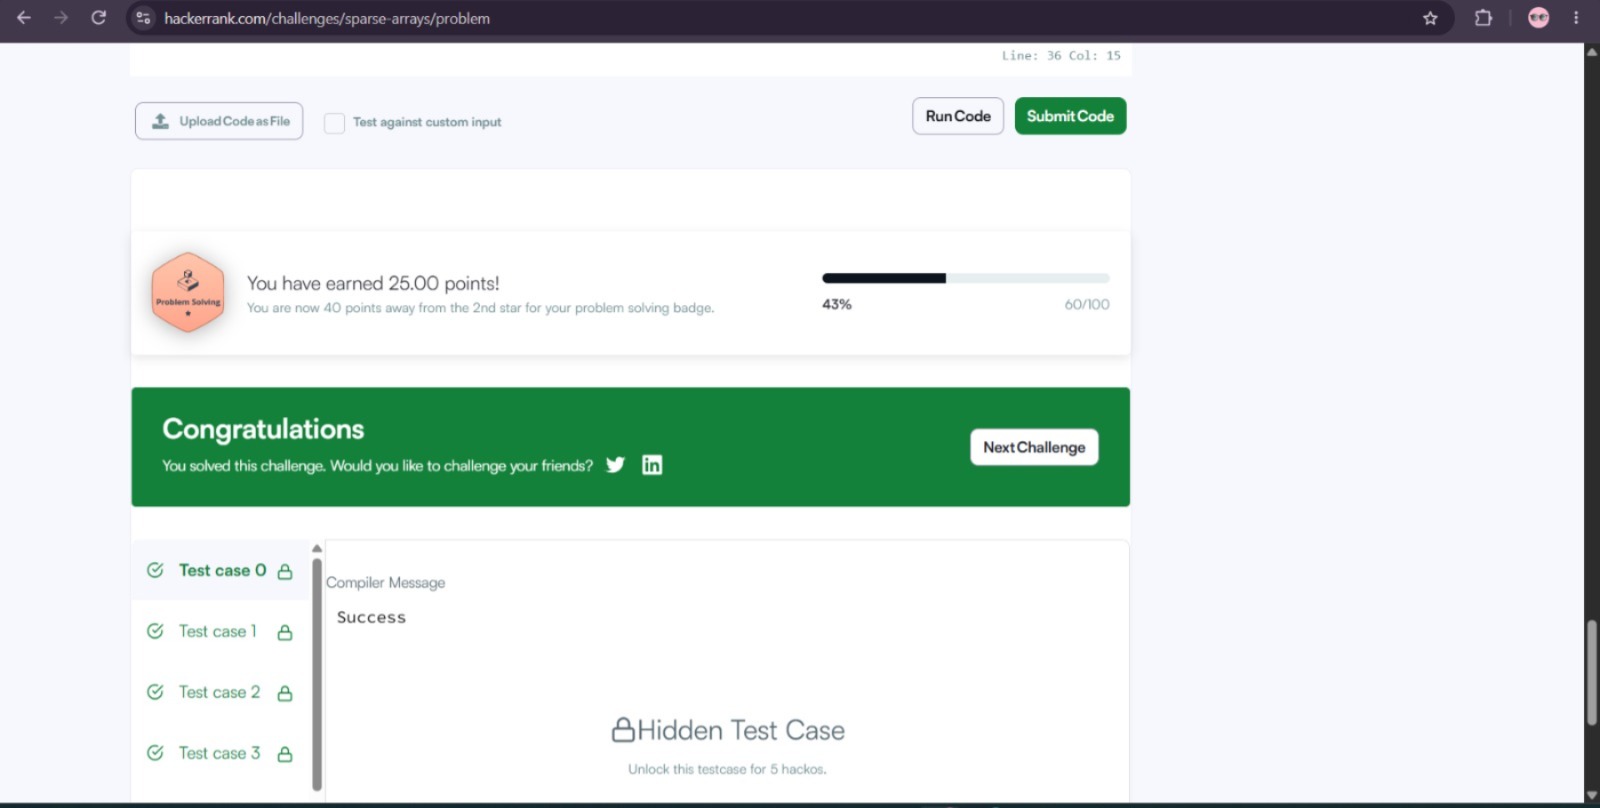 hackerrank.com/challenges/sparse-arrays/problem
Line: 36 Col: 15
Upload Code as File
Test against custom input
Run Code
Submit Code
Problem Solving
You have earned 25.00 points!
You are now 40 points away from the 2nd star for your problem solving badge.
43%
60/100
Congratulations
You solved this challenge. Would you like to challenge your friends?
Next Challenge
Test case 0
Test case 1
Test case 2
Test case 3
Compiler Message
Success
Hidden Test Case
Unlock this testcase for 5 hackos.